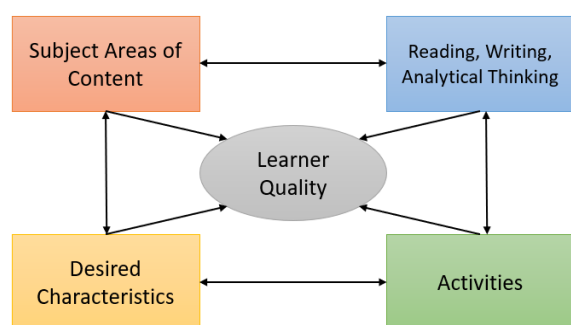 Subject Areas of
Content
Reading, Writing,
Analytical Thinking
Learner
Quality
Desired
Characteristics
Activities